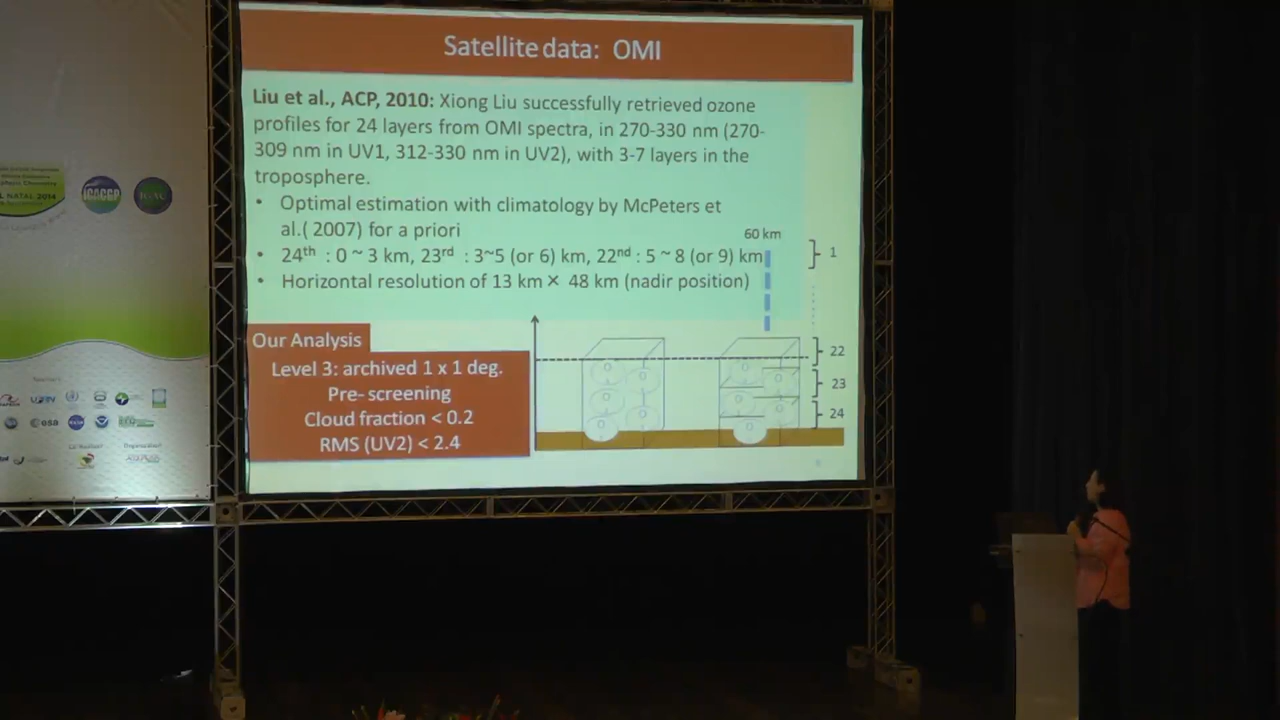 Satellite data: OMI
Liu et al., ACP, 2010: Xiong Liu successfully retrieved ozone
profiles for 24 layers from OMI spectra, in 270-330 nm (270-
309 nm in UV1, 312-330 nm in UV2), with 3-7 layers in the
troposphere.
• Optimal estimation with climatology by McPeters et
al.( 2007) for a priori
• 24th : 0 ~ 3 km, 23rd : 3~5 (or 6) km, 22nd : 5 ~ 8 (or 9) km
• Horizontal resolution of 13 km × 48 km (nadir position)
60 km
1
22
23
24
Our Analysis
Level 3: archived 1 x 1 deg.
Pre- screening
Cloud fraction < 0.2
RMS (UV2) < 2.4
NATAL 2014
iCACGP
IGAC
esa